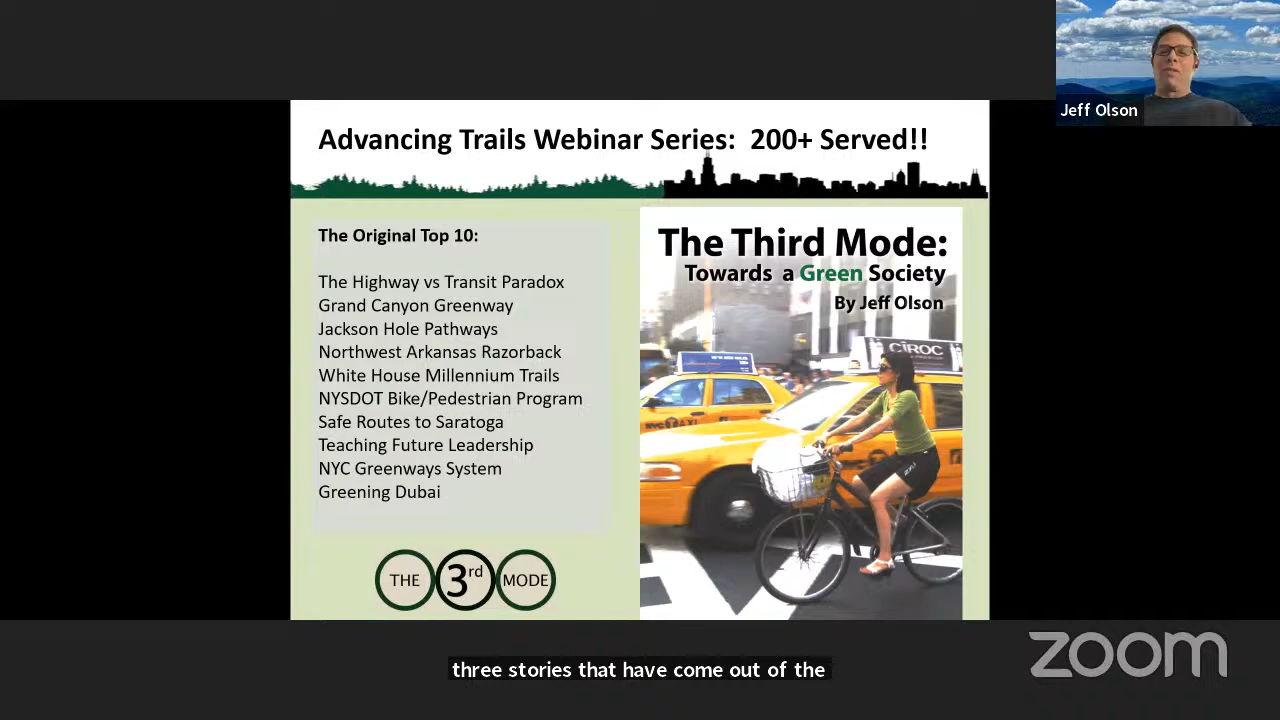 Jeff Olson
Advancing Trails Webinar Series: 200+ Served!!
The Original Top 10:
The Highway vs Transit Paradox
Grand Canyon Greenway
Jackson Hole Pathways
Northwest Arkansas Razorback
White House Millennium Trails
NYSDOT Bike/Pedestrian Program
Safe Routes to Saratoga
Teaching Future Leadership
NYC Greenways System
Greening Dubai
THE 3rd MODE
The Third Mode:
Towards a Green Society
By Jeff Olson
CIROC
NYC TAXI
three stories that have come out of the
zoom